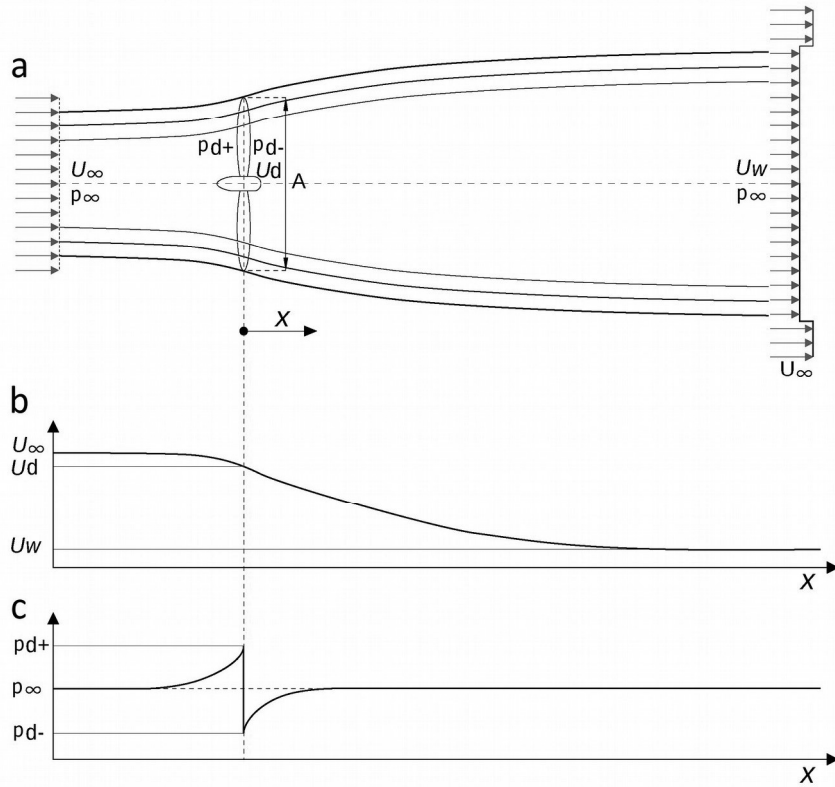 a
pd+ pd-
U∞ Ud A Uw
p∞ p∞
x
U∞
b
U∞
Ud
Uw
x
c
pd+
p∞
pd-
x